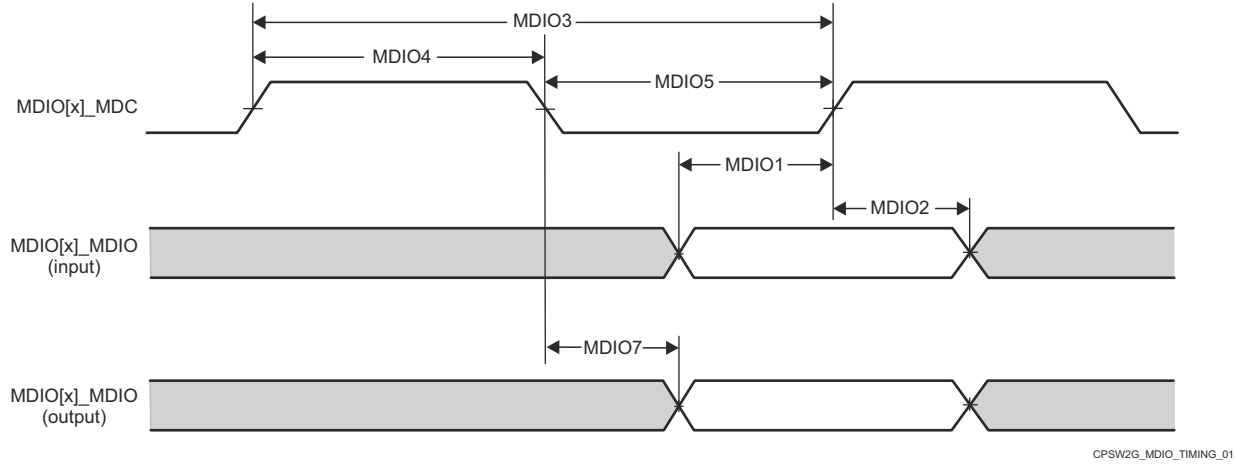 MDIO3
MDIO4
MDIO5
MDIO[x]_MDC
MDIO1
MDIO2
MDIO[x]_MDIO
(input)
MDIO7
MDIO[x]_MDIO
(output)
CPSW2G_MDIO_TIMING_01